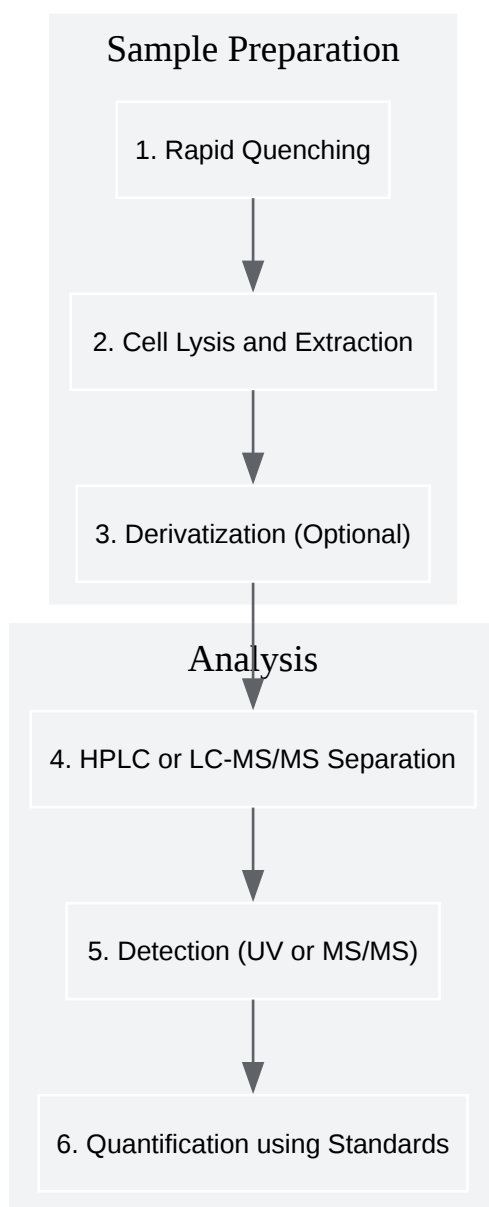 Sample Preparation
1. Rapid Quenching
2. Cell Lysis and Extraction
3. Derivatization (Optional)
Analysis
4. HPLC or LC-MS/MS Separation
5. Detection (UV or MS/MS)
6. Quantification using Standards